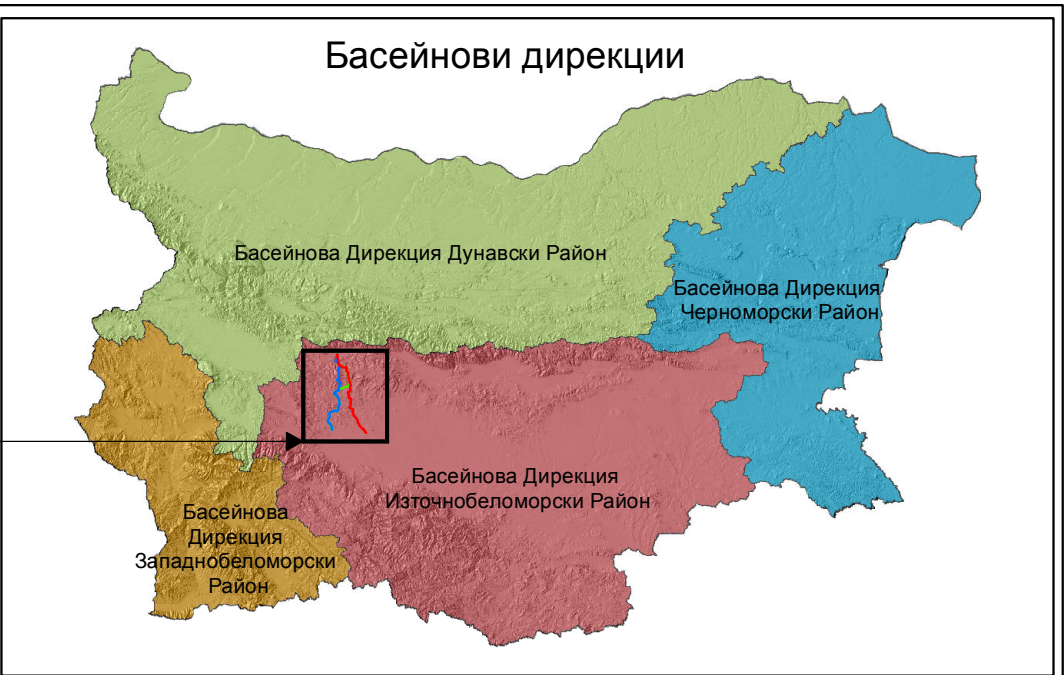 Басейнови дирекции
Басейнова Дирекция Дунавски Район
Басейнова Дирекция
Черноморски Район
Басейнова Дирекция
Източнобеломорски Район
Басейнова
Дирекция
Западнобеломорски
Район